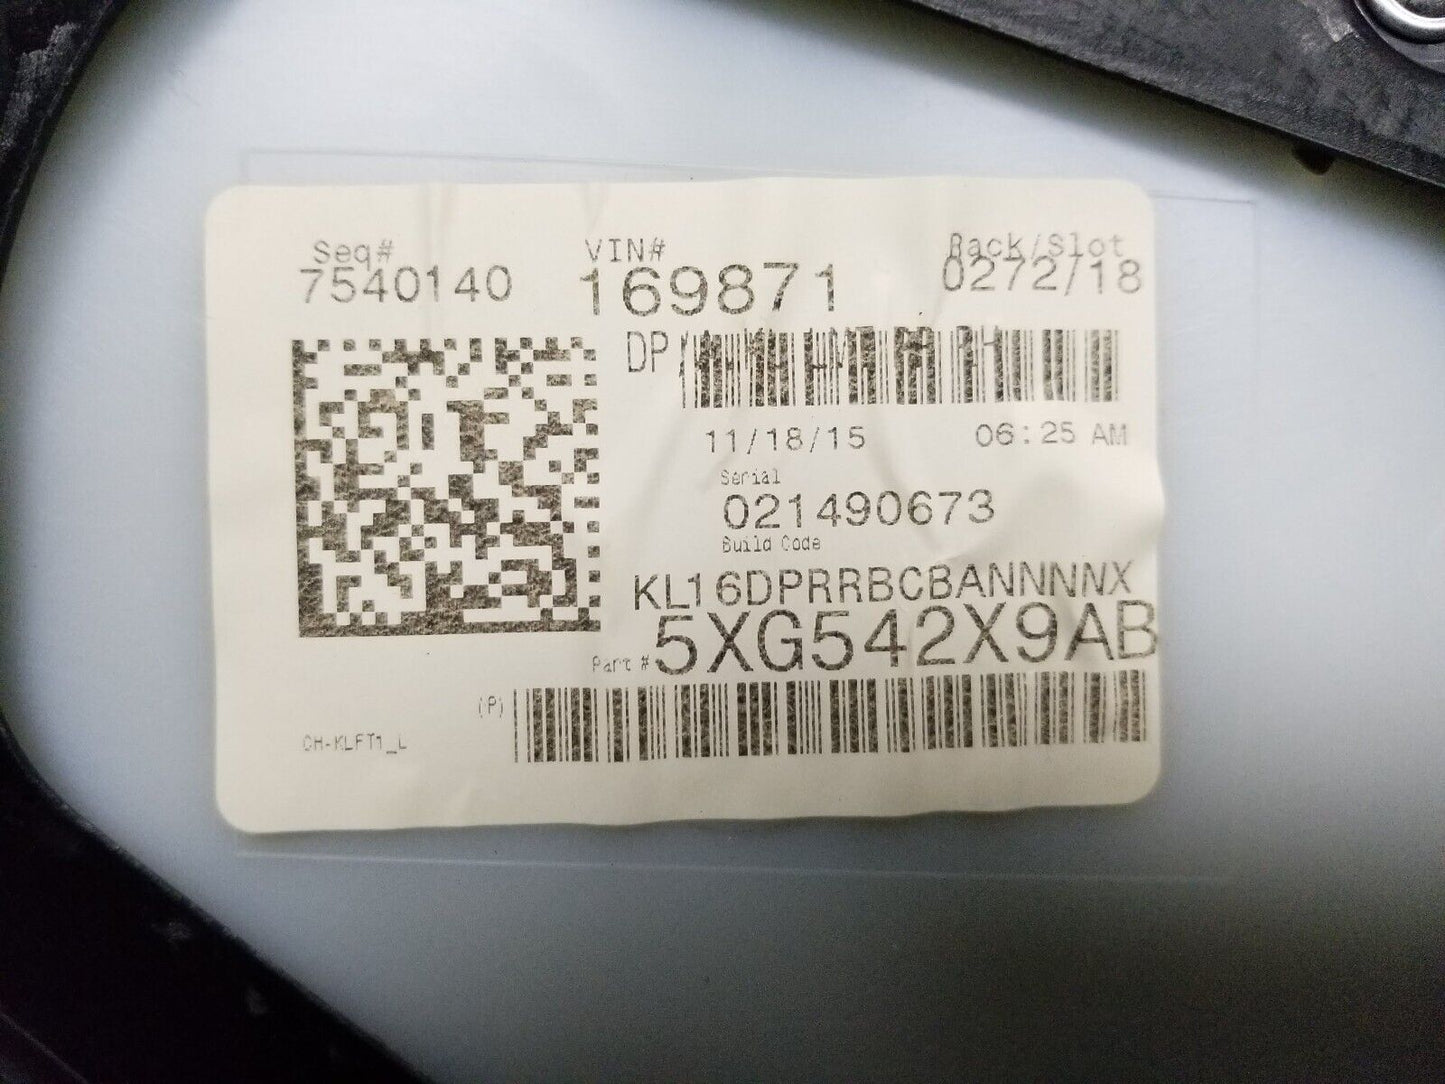 Seq# VIN# Rack/Slot
7540140 169871 0272/18
DP
11/18/15 06:25 AM
Serial
021490673
Build Code
KL16DPRRBCBANNNNNX
Part # 5XG542X9AB
(P)
CH-KLFT1_L